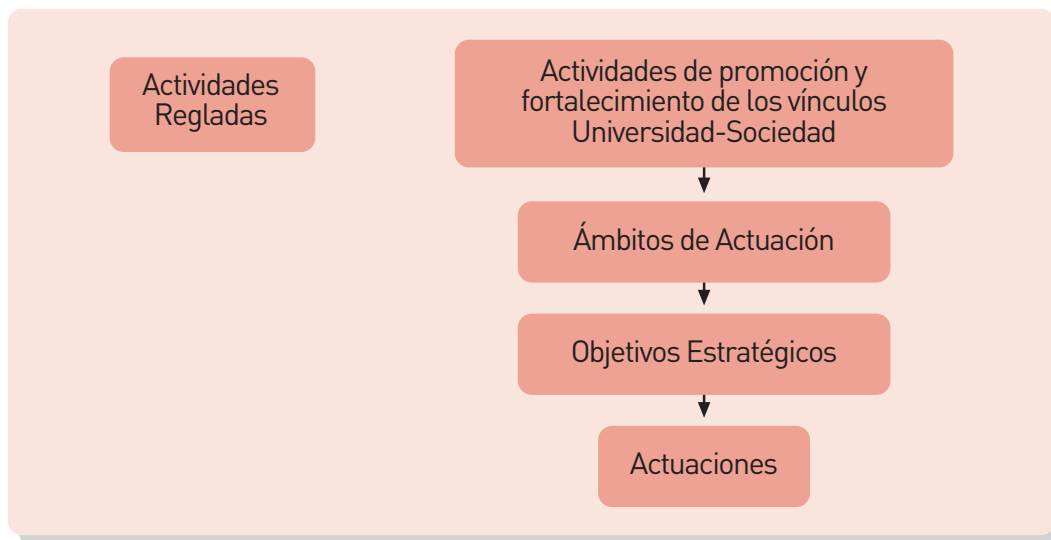 Actividades
Regladas
Actividades de promoción y
fortalecimiento de los vínculos
Universidad-Sociedad
Ámbitos de Actuación
Objetivos Estratégicos
Actuaciones